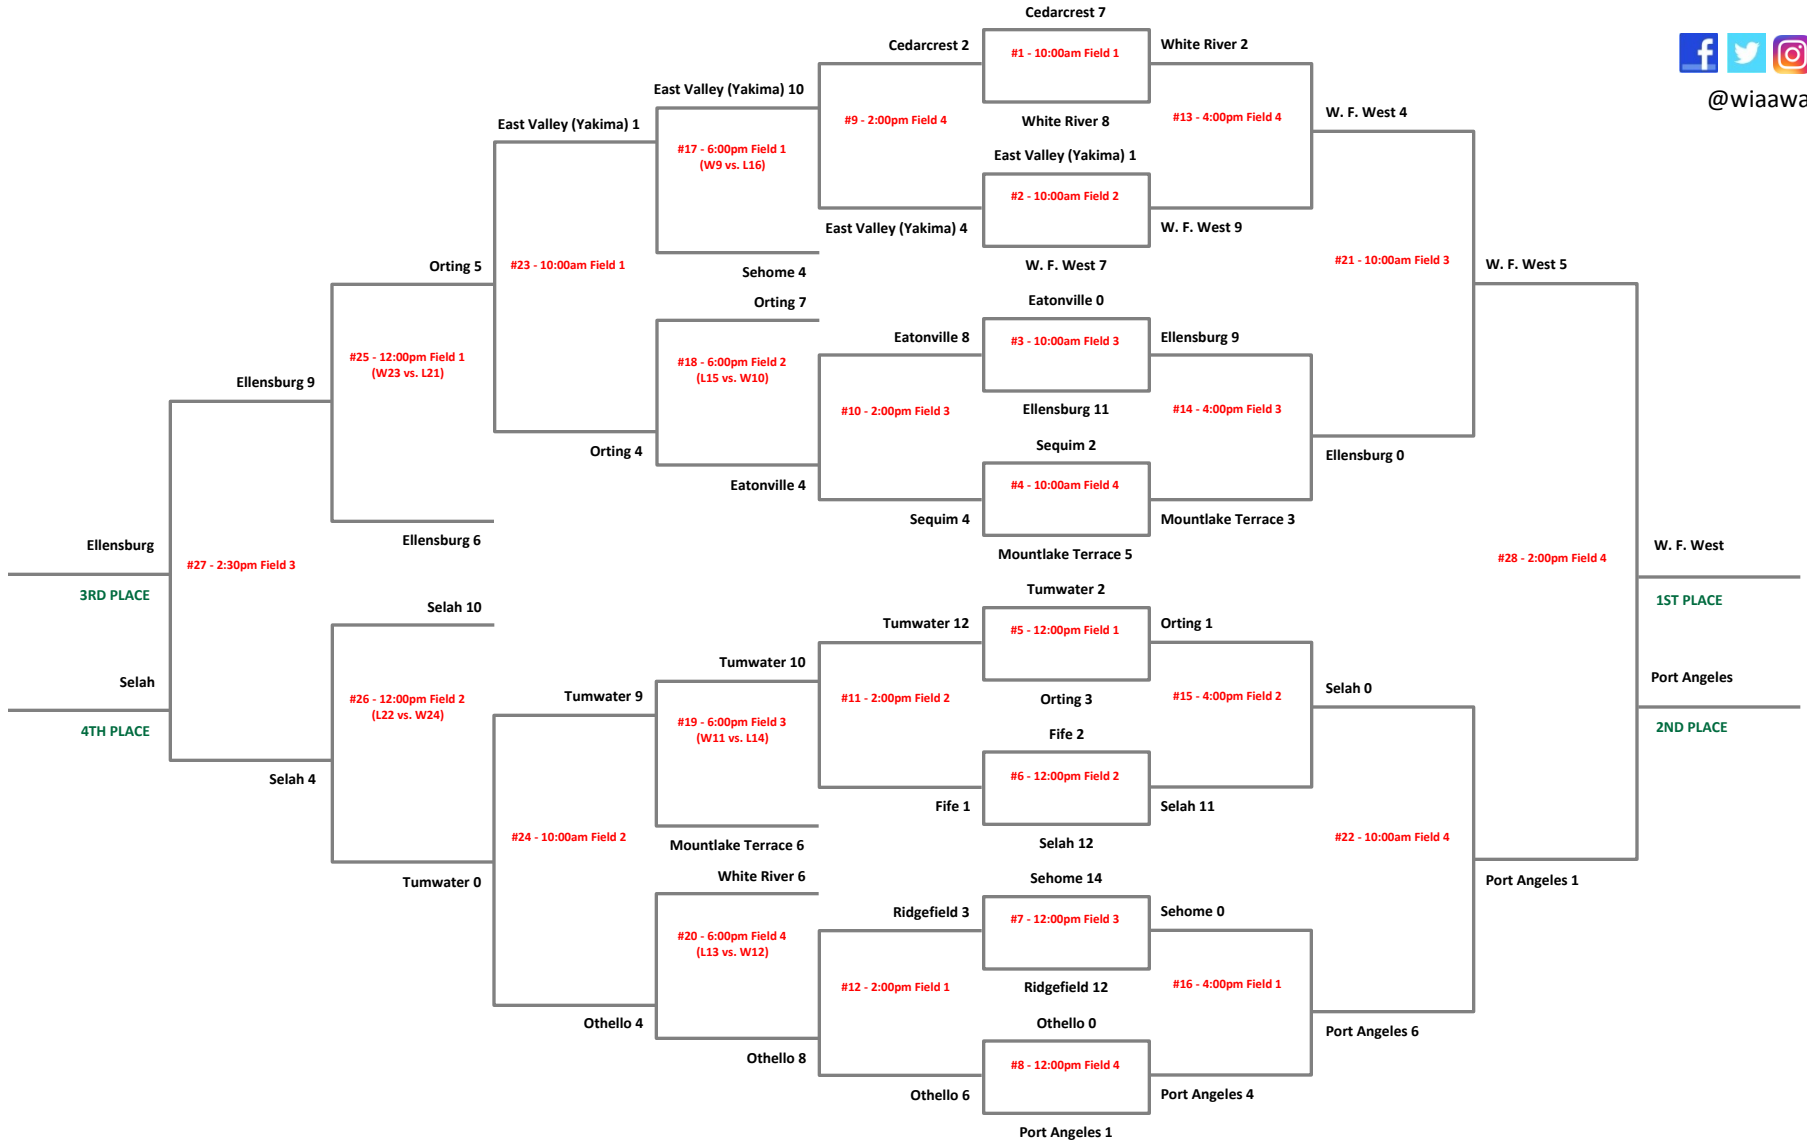 Cedarcrest 7
Cedarcrest 2
#1 - 10:00am Field 1
White River 2
@wiaawa
East Valley (Yakima) 10
East Valley (Yakima) 1
#9 - 2:00pm Field 4
White River 8
#13 - 4:00pm Field 4
W. F. West 4
#17 - 6:00pm Field 1
(W9 vs. L16)
East Valley (Yakima) 1
#2 - 10:00am Field 2
East Valley (Yakima) 4
W. F. West 9
Orting 5
#23 - 10:00am Field 1
Sehome 4
W. F. West 7
#21 - 10:00am Field 3
W. F. West 5
Orting 7
Eatonville 0
Eatonville 8
#3 - 10:00am Field 3
Ellensburg 9
#25 - 12:00pm Field 1
(W23 vs. L21)
#18 - 6:00pm Field 2
(L15 vs. W10)
Ellensburg 9
#10 - 2:00pm Field 3
Ellensburg 11
#14 - 4:00pm Field 3
Orting 4
Sequim 2
Ellensburg 0
Eatonville 4
#4 - 10:00am Field 4
Sequim 4
Mountlake Terrace 3
Ellensburg 6
Ellensburg
#27 - 2:30pm Field 3
Mountlake Terrace 5
#28 - 2:00pm Field 4
W. F. West
3RD PLACE
Tumwater 2
1ST PLACE
Selah 10
Tumwater 12
#5 - 12:00pm Field 1
Orting 1
Tumwater 10
Selah
#26 - 12:00pm Field 2
(L22 vs. W24)
Tumwater 9
#11 - 2:00pm Field 2
Orting 3
#15 - 4:00pm Field 2
Selah 0
Port Angeles
4TH PLACE
#19 - 6:00pm Field 3
(W11 vs. L14)
Fife 2
2ND PLACE
Selah 4
#6 - 12:00pm Field 2
Fife 1
Selah 11
#24 - 10:00am Field 2
Mountlake Terrace 6
Selah 12
#22 - 10:00am Field 4
Tumwater 0
White River 6
Sehome 14
Port Angeles 1
Ridgefield 3
#7 - 12:00pm Field 3
Sehome 0
#20 - 6:00pm Field 4
(L13 vs. W12)
#12 - 2:00pm Field 1
Ridgefield 12
#16 - 4:00pm Field 1
Othello 4
Othello 0
Port Angeles 6
Othello 8
#8 - 12:00pm Field 4
Othello 6
Port Angeles 4
Port Angeles 1